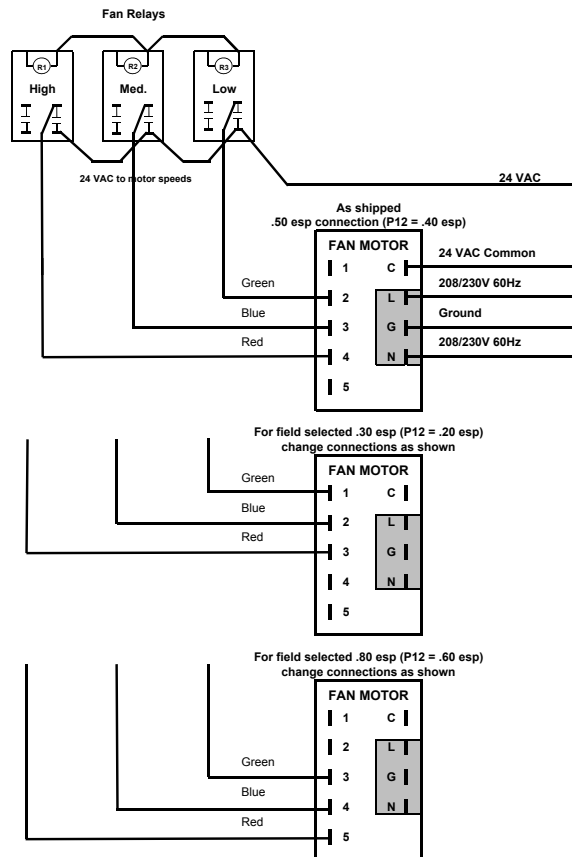 Fan Relays
R1 R2 R3
High Med. Low
24 VAC to motor speeds
24 VAC
As shipped
.50 esp connection (P12 = .40 esp)
FAN MOTOR
24 VAC Common
1 C
208/230V 60Hz
Green
2 L
Ground
Blue
3 G
208/230V 60Hz
Red
4 N
5
For field selected .30 esp (P12 = .20 esp)
change connections as shown
FAN MOTOR
Green
1 C
Blue
2 L
Red
3 G
4 N
5
For field selected .80 esp (P12 = .60 esp)
change connections as shown
FAN MOTOR
1 C
2 L
Green
3 G
Blue
4 N
Red
5